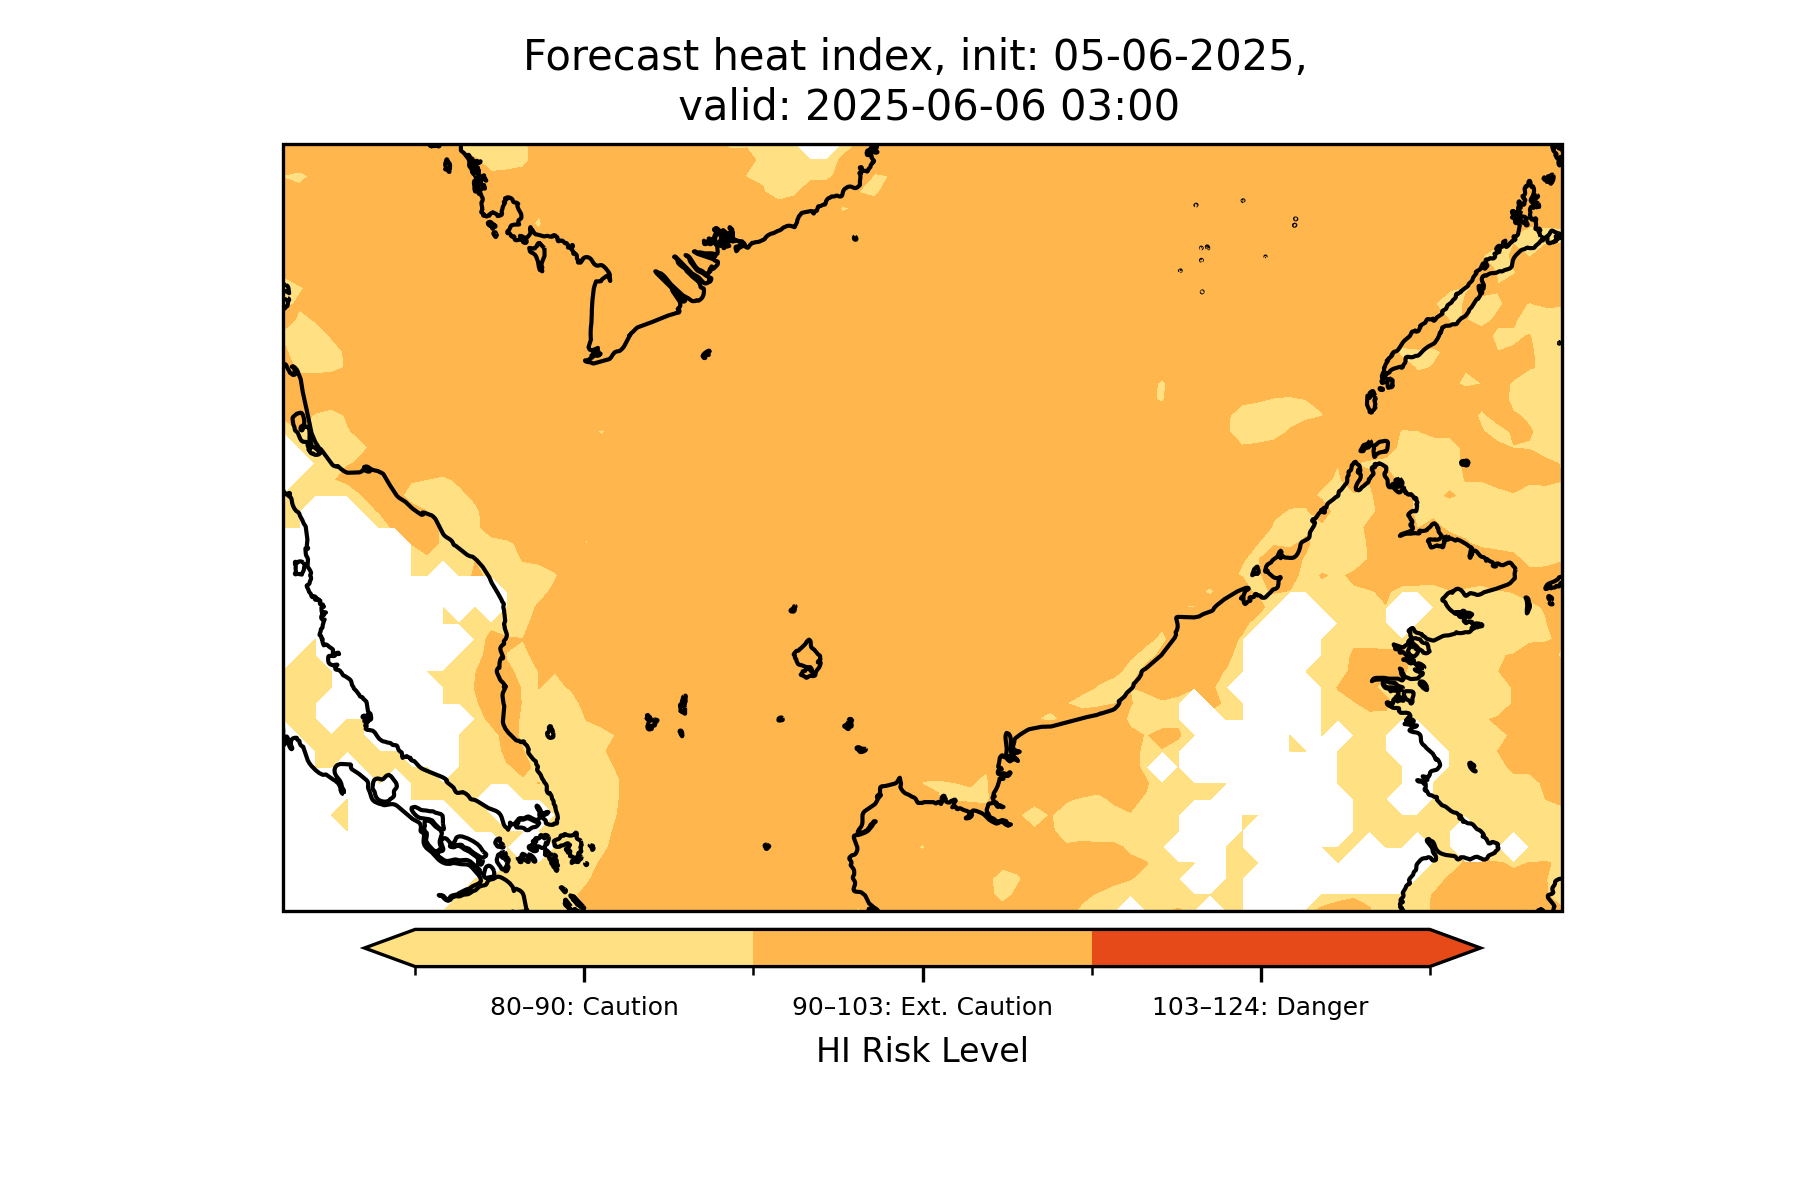 Forecast heat index, init: 05-06-2025,
valid: 2025-06-06 03:00
80–90: Caution
90–103: Ext. Caution
103–124: Danger
HI Risk Level